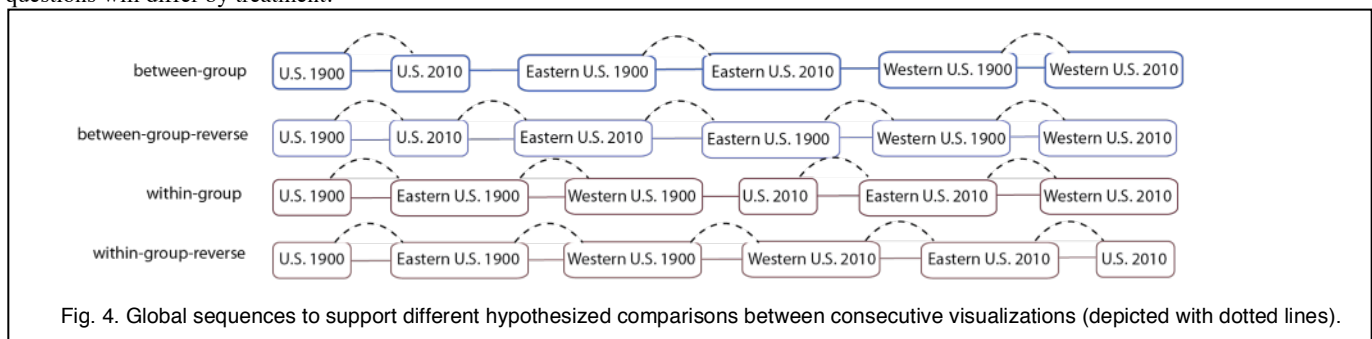 questions will differ by treatment.
between-group U.S. 1900 U.S. 2010 Eastern U.S. 1900 Eastern U.S. 2010 Western U.S. 1900 Western U.S. 2010
between-group-reverse U.S. 1900 U.S. 2010 Eastern U.S. 2010 Eastern U.S. 1900 Western U.S. 1900 Western U.S. 2010
within-group U.S. 1900 Eastern U.S. 1900 Western U.S. 1900 U.S. 2010 Eastern U.S. 2010 Western U.S. 2010
within-group-reverse U.S. 1900 Eastern U.S. 1900 Western U.S. 1900 Western U.S. 2010 Eastern U.S. 2010 U.S. 2010
Fig. 4. Global sequences to support different hypothesized comparisons between consecutive visualizations (depicted with dotted lines).